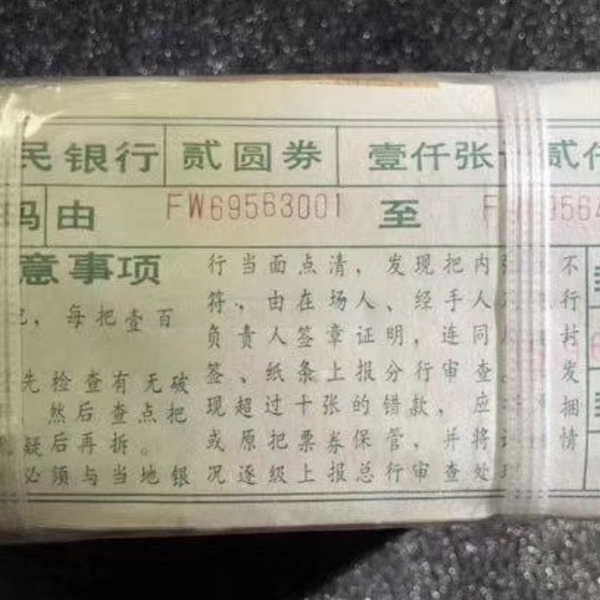 民银行 贰圆券 壹仟张 贰仟
码由 FW69563001 至 F 9564
意事项
，每把壹百
先检查有无破
然后查点把
疑后再拆。
必须与当地银
行当面点清，发现把内 不
符，由在场人、经手人 行
负责人签章证明，连同 封
签、纸条上报分行审查。 发
现超过十张的错款，应 捆
或原把票券保管，并将 情
况逐级上报总行审查处